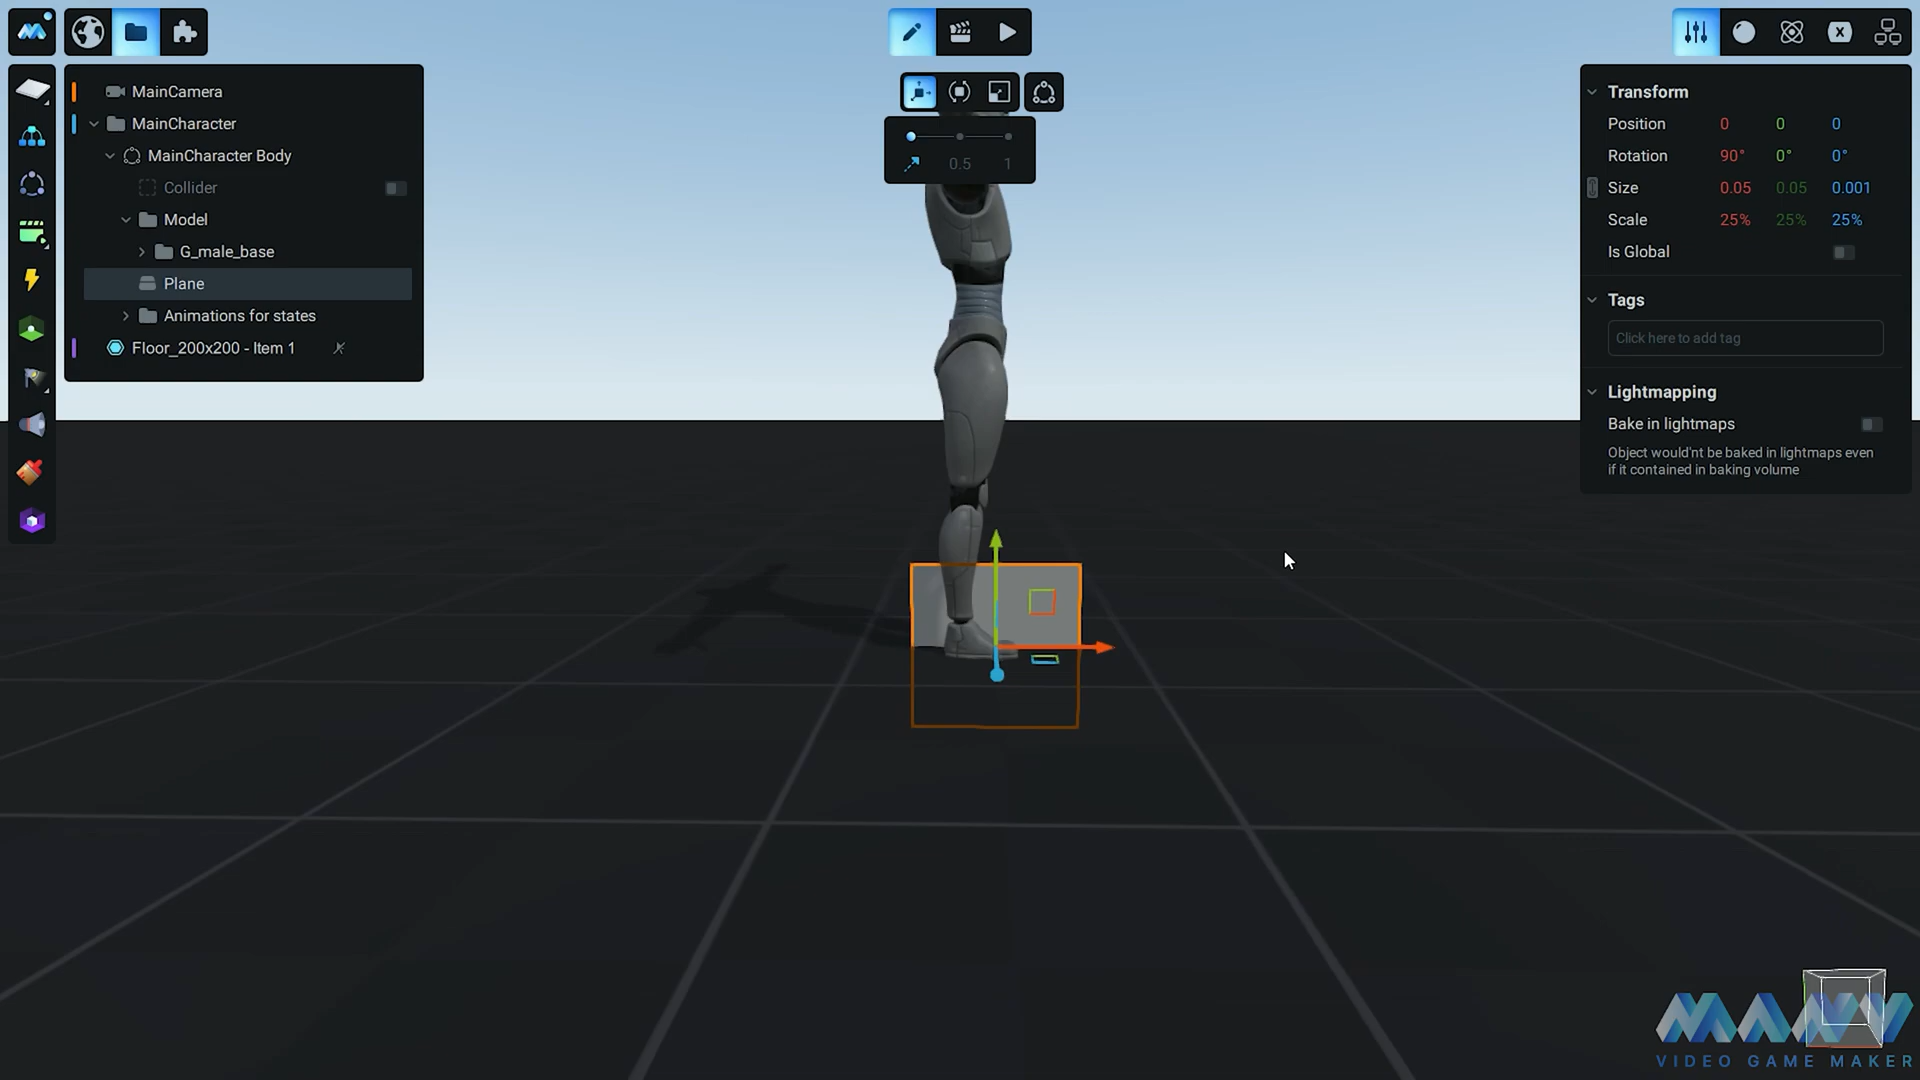 MainCamera
MainCharacter
MainCharacter Body
Collider
Model
G_male_base
Plane
Animations for states
Floor_200x200 - Item 1
0.5 1
Transform
Position 0 0 0
Rotation 90° 0° 0°
Size 0.05 0.05 0.001
Scale 25% 25% 25%
Is Global
Tags
Click here to add tag
Lightmapping
Bake in lightmaps
Object would'nt be baked in lightmaps even
if it contained in baking volume
MANU
VIDEO GAME MAKER